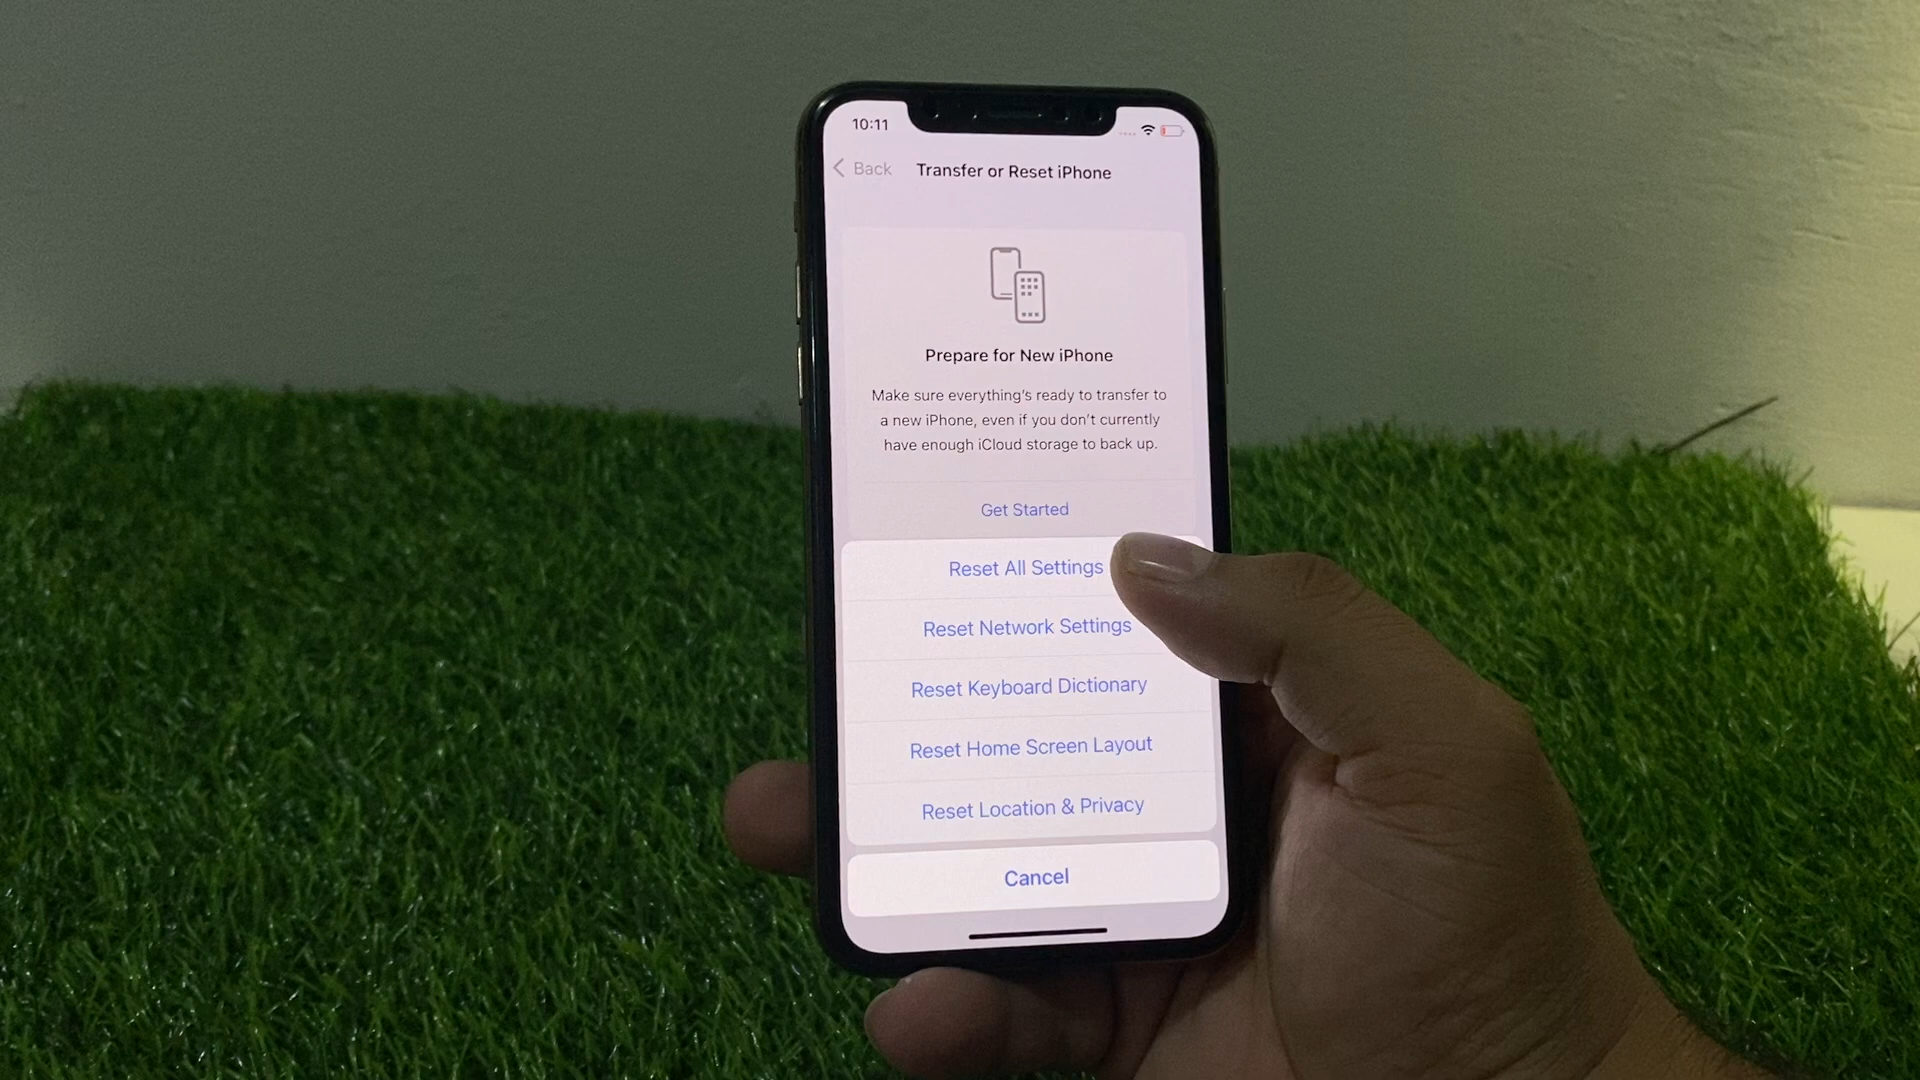 10:11
Back
Transfer or Reset iPhone
Prepare for New iPhone
Make sure everything's ready to transfer to
a new iPhone, even if you don't currently
have enough iCloud storage to back up.
Get Started
Reset All Settings
Reset Network Settings
Reset Keyboard Dictionary
Reset Home Screen Layout
Reset Location & Privacy
Cancel